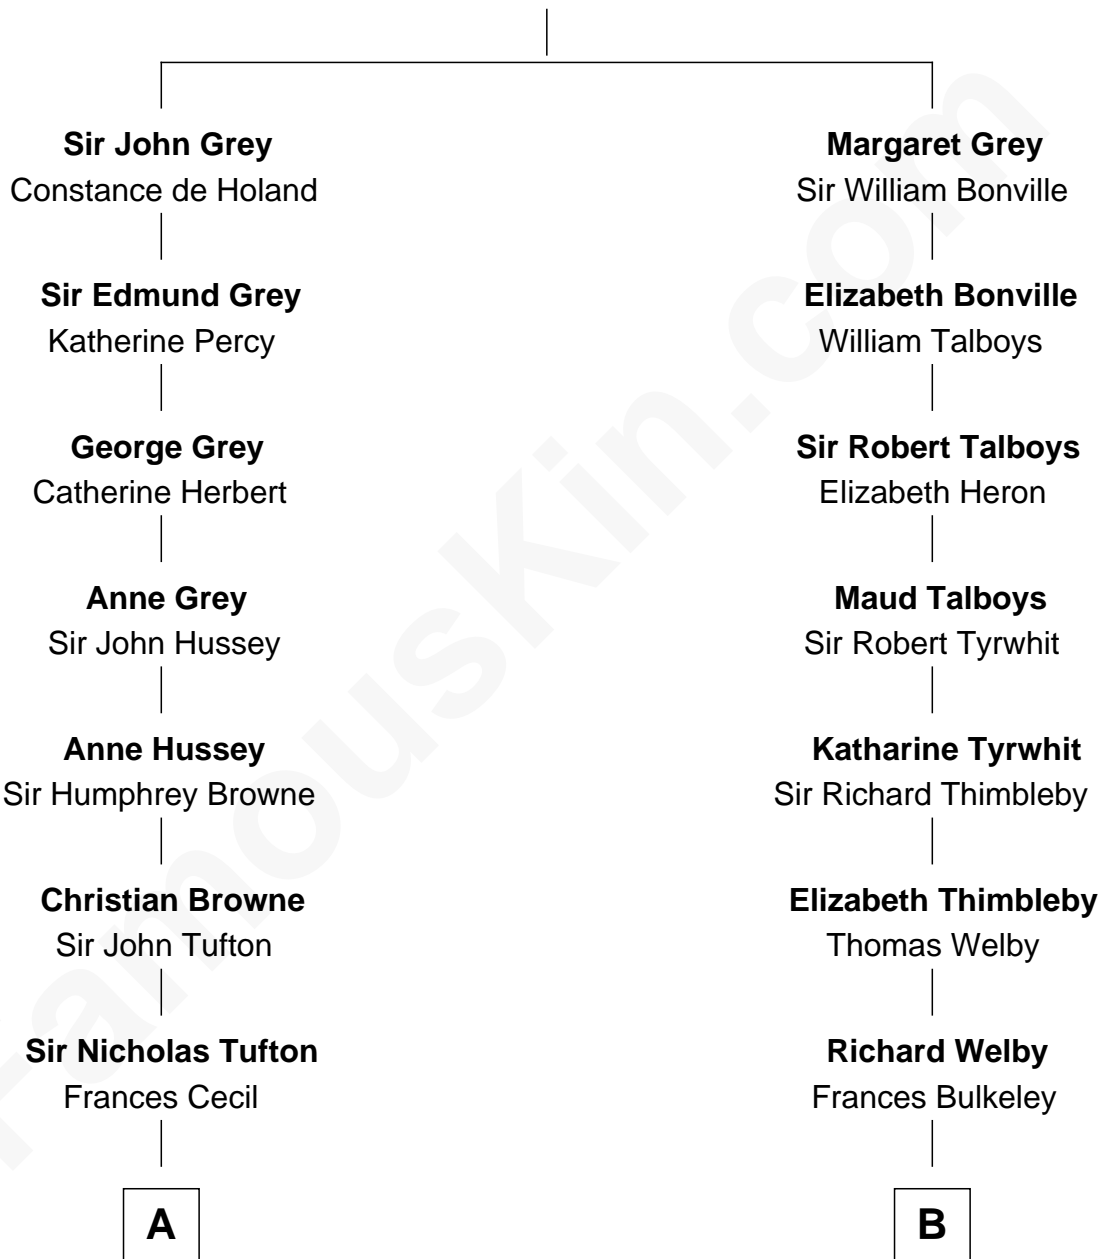 Sir John Grey
Constance de Holand
Sir Edmund Grey
Katherine Percy
George Grey
Catherine Herbert
Anne Grey
Sir John Hussey
Anne Hussey
Sir Humphrey Browne
Christian Browne
Sir John Tufton
Sir Nicholas Tufton
Frances Cecil
A
Margaret Grey
Sir William Bonville
Elizabeth Bonville
William Talboys
Sir Robert Talboys
Elizabeth Heron
Maud Talboys
Sir Robert Tyrwhit
Katharine Tyrwhit
Sir Richard Thimbleby
Elizabeth Thimbleby
Thomas Welby
Richard Welby
Frances Bulkeley
B
FamousKin.com